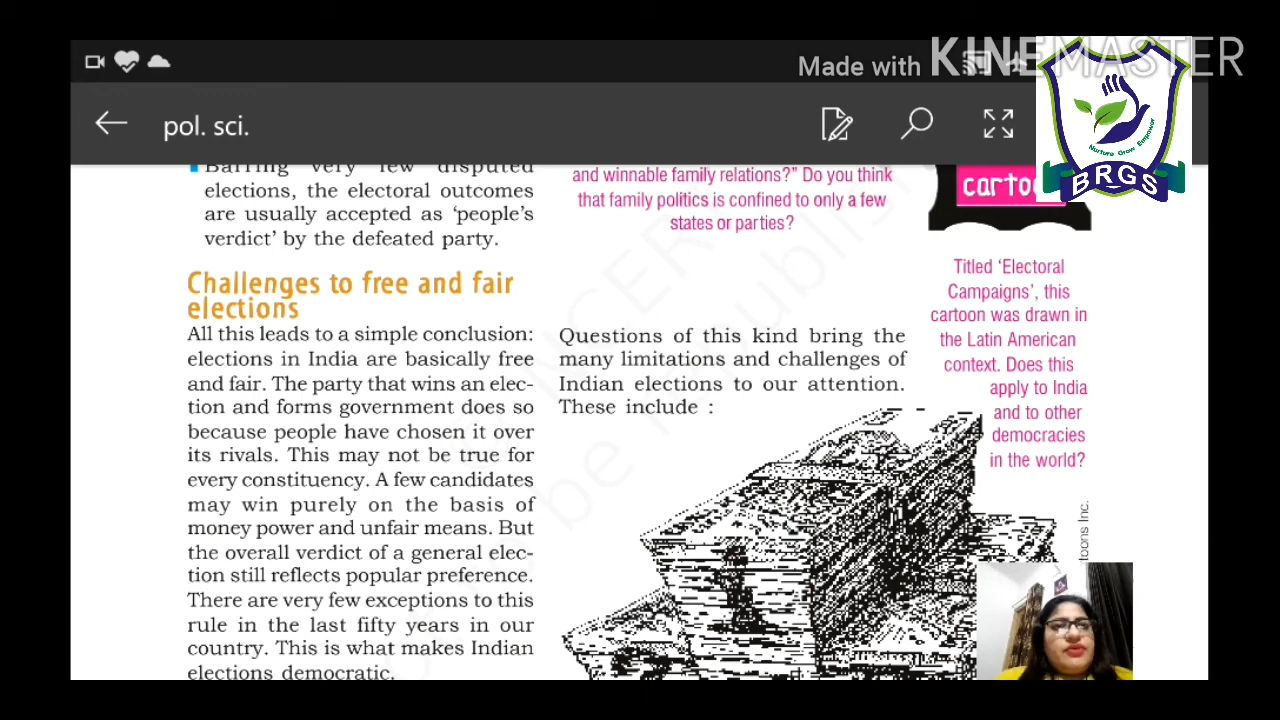 Made with KINEMASTER
pol. sci.
Nurture Grow Empower
BRGS
Barring very few disputed
elections, the electoral outcomes
are usually accepted as ‘people’s
verdict’ by the defeated party.
Challenges to free and fair
elections
All this leads to a simple conclusion:
elections in India are basically free
and fair. The party that wins an elec-
tion and forms government does so
because people have chosen it over
its rivals. This may not be true for
every constituency. A few candidates
may win purely on the basis of
money power and unfair means. But
the overall verdict of a general elec-
tion still reflects popular preference.
There are very few exceptions to this
rule in the last fifty years in our
country. This is what makes Indian
elections democratic.
and winnable family relations?” Do you think
that family politics is confined to only a few
states or parties?
Questions of this kind bring the
many limitations and challenges of
Indian elections to our attention.
These include :
Titled ‘Electoral
Campaigns’, this
cartoon was drawn in
the Latin American
context. Does this
apply to India
and to other
democracies
in the world?
toons Inc.